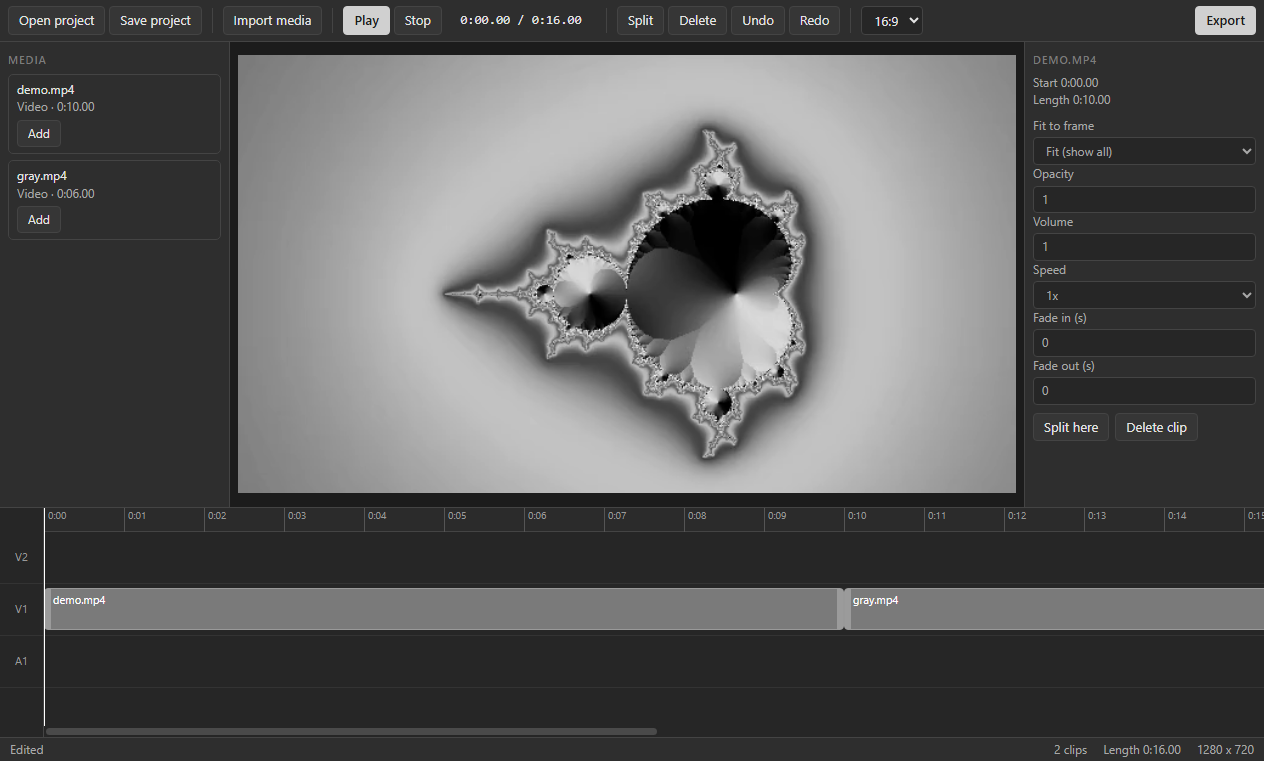 Open project Save project Import media Play Stop 0:00.00 / 0:16.00 Split Delete Undo Redo 16:9 Export
MEDIA
demo.mp4
Video · 0:10.00
Add
gray.mp4
Video · 0:06.00
Add
DEMO.MP4
Start 0:00.00
Length 0:10.00
Fit to frame
Fit (show all)
Opacity
1
Volume
1
Speed
1x
Fade in (s)
0
Fade out (s)
0
Split here Delete clip
0:00 0:01 0:02 0:03 0:04 0:05 0:06 0:07 0:08 0:09 0:10 0:11 0:12 0:13 0:14 0:15
V2
V1 demo.mp4 gray.mp4
A1
Edited 2 clips Length 0:16.00 1280 x 720